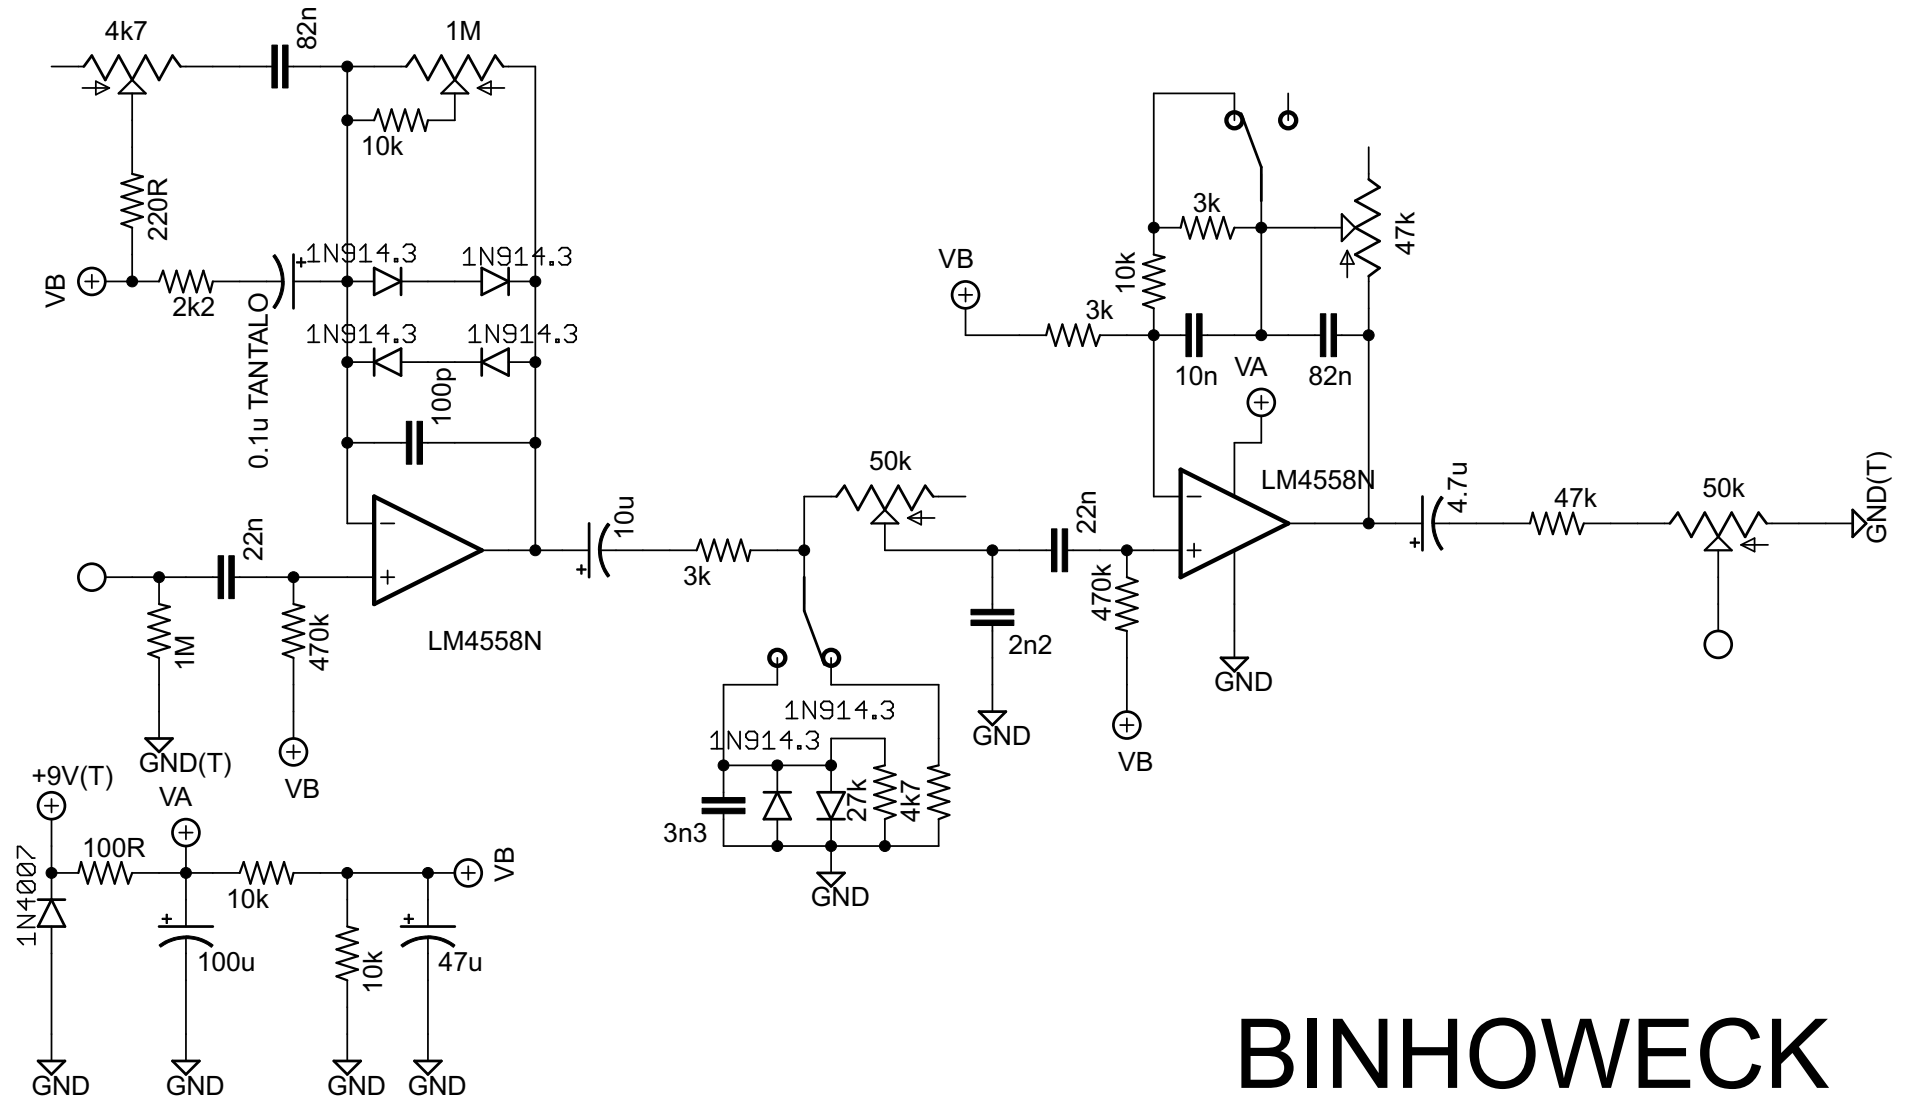 4k7
82n
1M
10k
220R
VB
2k2
0.1u TANTALO
1N914.3
1N914.3
1N914.3
1N914.3
100p
22n
1M
470k
GND(T)
VB
LM4558N
10u
3k
50k
22n
2n2
GND
470k
VB
1N914.3
1N914.3
3n3
27k
4k7
GND
VB
3k
10k
3k
47k
10n
82n
VA
LM4558N
GND
4.7u
47k
50k
GND(T)
+9V(T)
VA
100R
1N4007
10k
VB
100u
10k
47u
GND
GND
GND
GND
BINHOWECK